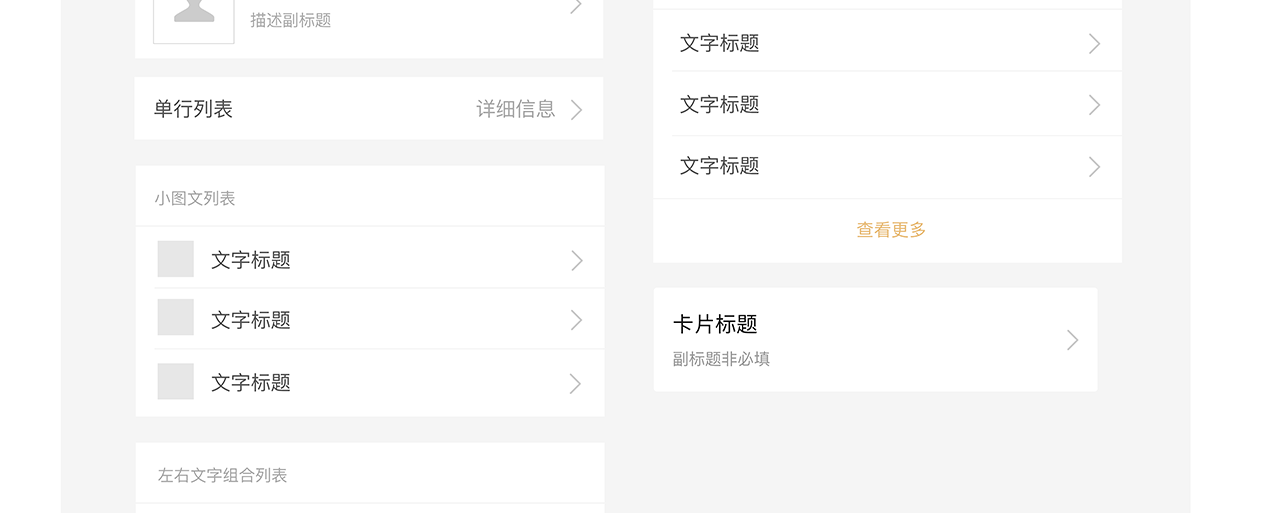 描述副标题
单行列表 详细信息
小图文列表
文字标题
文字标题
文字标题
左右文字组合列表
文字标题
文字标题
文字标题
查看更多
卡片标题
副标题非必填